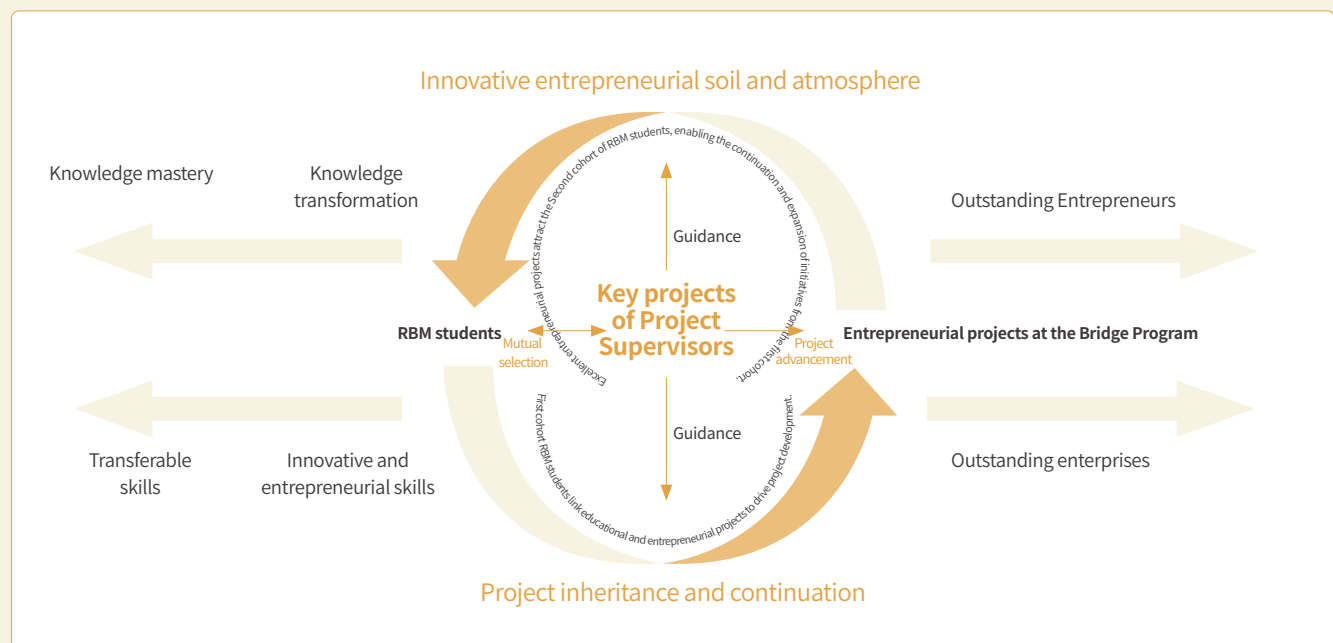 Innovative entrepreneurial soil and atmosphere
Excellent entrepreneurial projects attract the Second cohort of RBM students, enabling the continuation and expansion of initiatives from the first cohort.
Knowledge mastery
Knowledge
transformation
Guidance
Outstanding Entrepreneurs
Key projects
of Project
Supervisors
RBM students
Mutual
selection
Project
advancement
Entrepreneurial projects at the Bridge Program
Guidance
Transferable
skills
Innovative and
entrepreneurial skills
Outstanding enterprises
First cohort RBM students link educational and entrepreneurial projects to drive project development.
Project inheritance and continuation